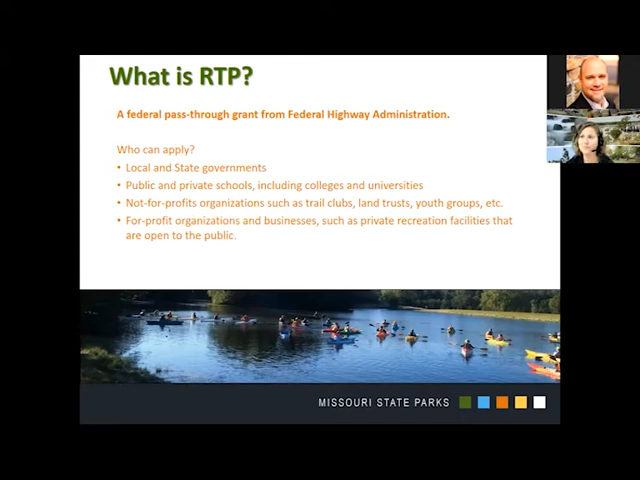 What is RTP?
A federal pass-through grant from Federal Highway Administration.
Who can apply?
• Local and State governments
• Public and private schools, including colleges and universities
• Not-for-profits organizations such as trail clubs, land trusts, youth groups, etc.
• For-profit organizations and businesses, such as private recreation facilities that
are open to the public.
MISSOURI STATE PARKS